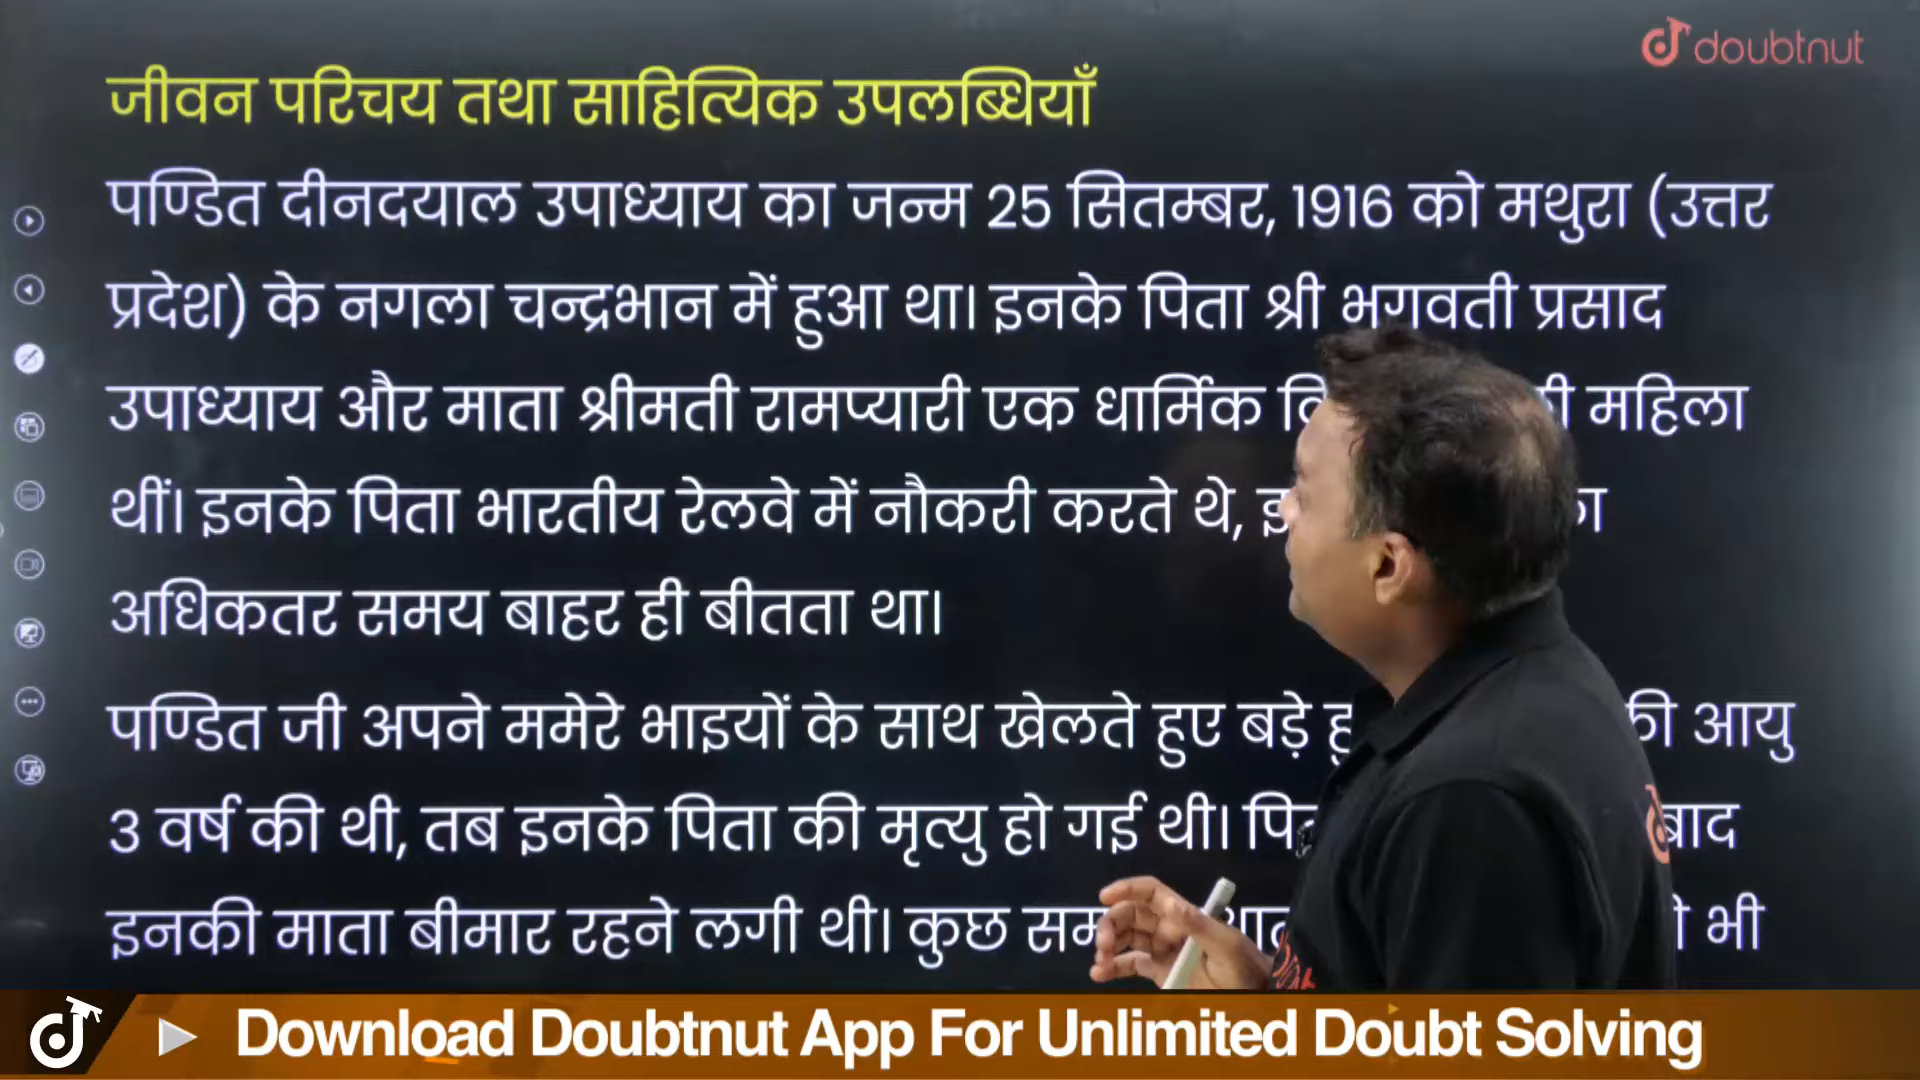 doubtnut
जीवन परिचय तथा साहित्यिक उपलब्धियाँ
पण्डित दीनदयाल उपाध्याय का जन्म 25 सितम्बर, 1916 को मथुरा (उत्तर
प्रदेश) के नगला चन्द्रभान में हुआ था। इनके पिता श्री भगवती प्रसाद
उपाध्याय और माता श्रीमती रामप्यारी एक धार्मिक महिला
थीं। इनके पिता भारतीय रेलवे में नौकरी करते थे,
अधिकतर समय बाहर ही बीतता था।
पण्डित जी अपने ममेरे भाइयों के साथ खेलते हुए बड़े की आयु
3 वर्ष की थी, तब इनके पिता की मृत्यु हो गई थी। बाद
इनकी माता बीमार रहने लगी थी। कुछ भी
Download Doubtnut App For Unlimited Doubt Solving